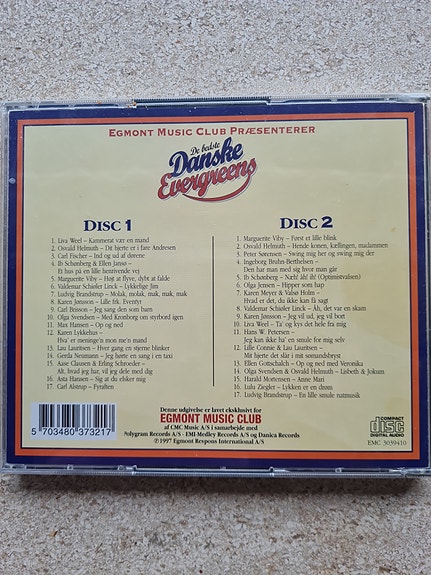 EGMONT MUSIC CLUB PRÆSENTERER
De bedste
Danske
Evergreens
DISC 1
1. Liva Weel – Kammerat vær en mand
2. Osvald Helmuth – Dit hjerte er i fare Andresen
3. Carl Fischer – Ind og ud af dørene
4. Ib Schønberg & Ellen Jansø –
Et hus på en lille henrivende vej
5. Marguerite Viby – Højt at flyve, dybt at falde
6. Valdemar Schiøler Linck – Lykkelige Jim
7. Ludvig Brandstrup – Molak, molak, mak, mak, mak
8. Karen Jønsson – Lille frk. Eventyr
9. Carl Brisson – Jeg sang den som barn
10. Olga Svendsen – Med Kronborg om styrbord igen
11. Max Hansen – Op og ned
12. Karen Lykkehus –
Hva' er meningen mon me'n mand
13. Lau Lauritzen – Hver gang en stjerne blinker
14. Gerda Neumann – Jeg hørte en sang i en taxi
15. Aase Clausen & Erling Schroeder –
Alt, hvad jeg har, vil jeg dele med dig
16. Asta Hansen – Sig at du elsker mig
17. Carl Alstrup – Fyraften
DISC 2
1. Marguerite Viby – Først et lille blink
2. Osvald Helmuth – Hende konen, kællingen, madammen
3. Peter Sørensen – Swing mig her og swing mig der
4. Ingeborg Bruhn-Berthelsen –
Den har man med sig hvor man går
5. Ib Schønberg – Næh! åh! ih! (Optimistvalsen)
6. Olga Jensen – Hipper som hap
7. Karen Meyer & Valsø Holm –
Hvad er det, du ikke kan få sagt
8. Valdemar Schiøler Linck – Åh, det var en skam
9. Karen Jønsson – Jeg vil ud, jeg vil bort
10. Liva Weel – Ta' og kys det hele fra mig
11. Hans W. Petersen –
Jeg kan ikke ha' en smule for mig selv
12. Lille Connie & Lau Lauritsen –
Mit hjerte det slår i mit sømandsbryst
13. Ellen Gottschalch – Op og ned med Veronika
14. Olga Svendsen & Osvald Helmuth – Lisbeth & Jokum
15. Harald Mortensen – Anne Mari
16. Lulu Ziegler – Lykken er en drøm
17. Ludvig Brandstrup – En lille smule natmusik
5 703480 373217
Denne udgivelse er lavet eksklusivt for
EGMONT MUSIC CLUB
af CMC Music A/S i samarbejde med
Polygram Records A/S - EMI-Medley Records A/S og Danica Records
℗ 1997 Egmont Respons International A/S
COMPACT
disc
DIGITAL AUDIO
EMC 3039410